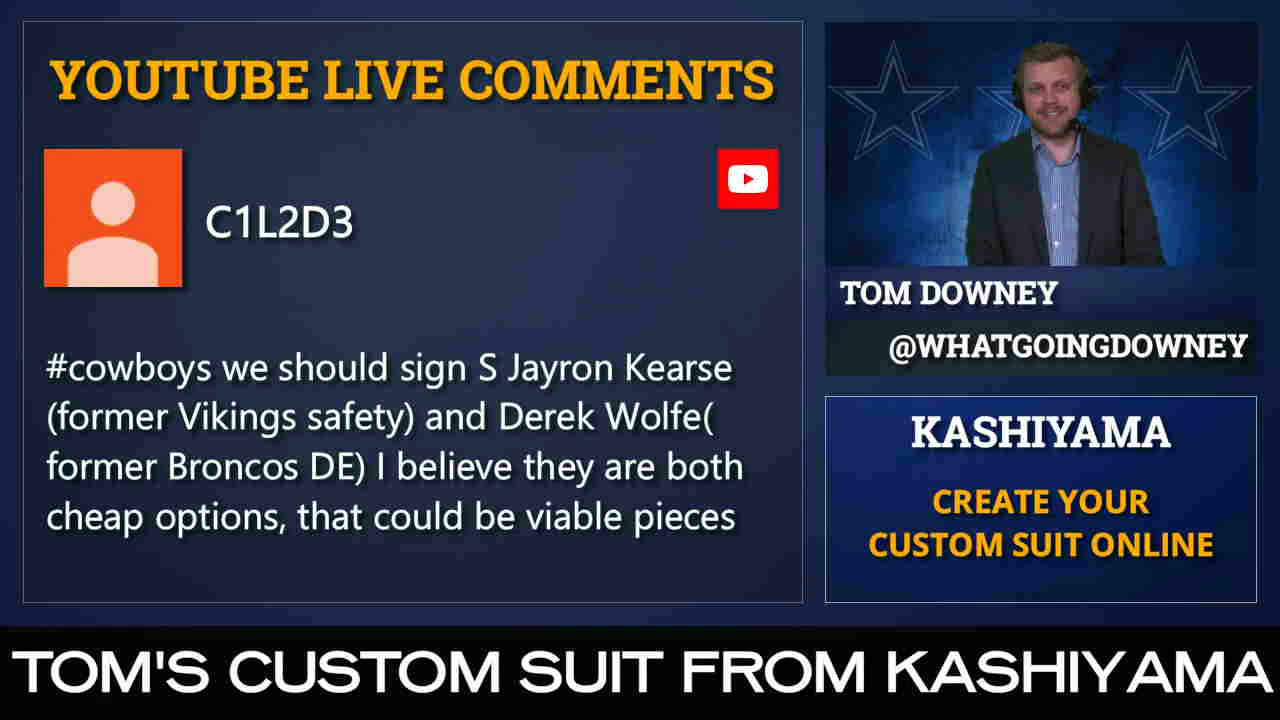 YOUTUBE LIVE COMMENTS
C1L2D3
#cowboys we should sign S Jayron Kearse
(former Vikings safety) and Derek Wolfe(
former Broncos DE) I believe they are both
cheap options, that could be viable pieces
TOM DOWNEY
@WHATGOINGDOWNEY
KASHIYAMA
CREATE YOUR
CUSTOM SUIT ONLINE
TOM'S CUSTOM SUIT FROM KASHIYAMA